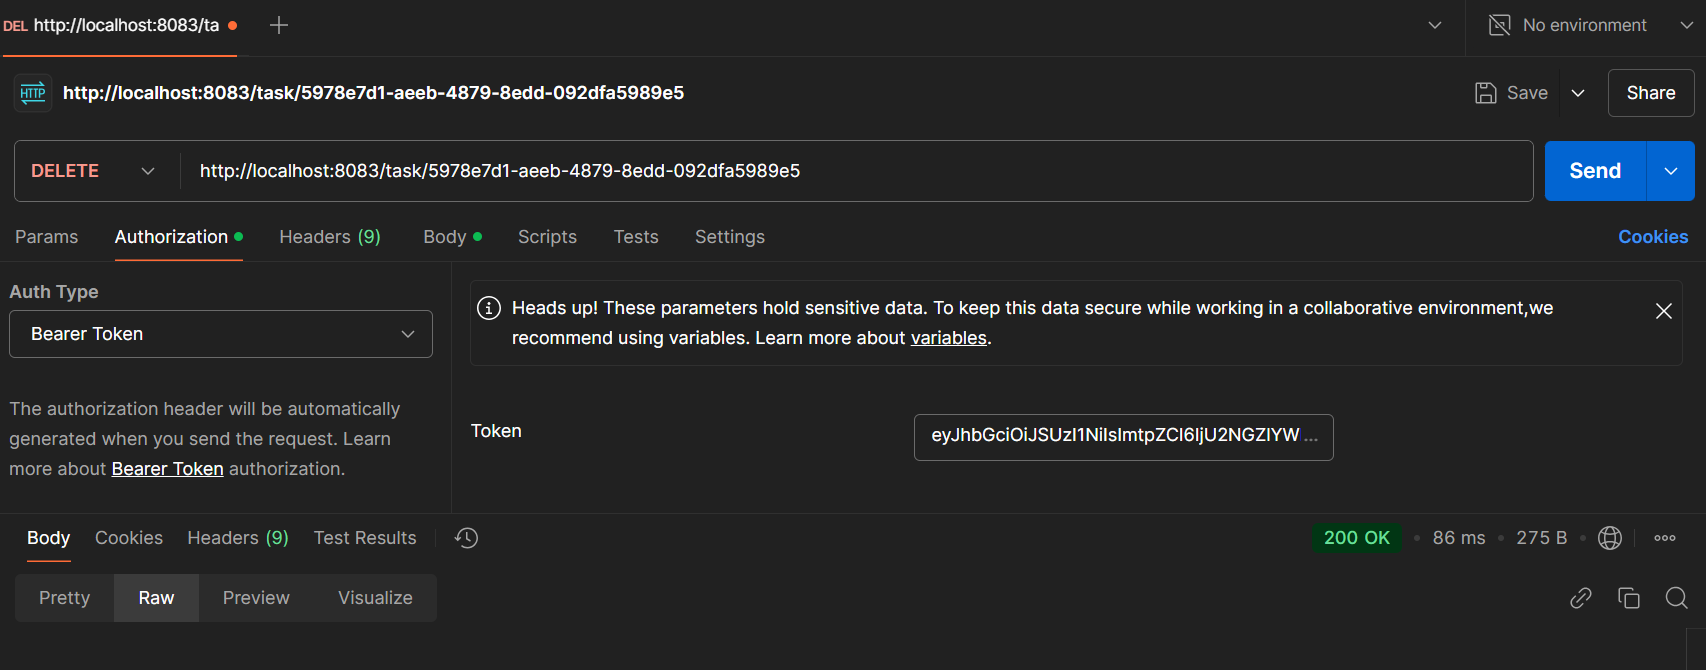 DEL http://localhost:8083/ta
No environment
HTTP http://localhost:8083/task/5978e7d1-aeeb-4879-8edd-092dfa5989e5
Save
Share
DELETE http://localhost:8083/task/5978e7d1-aeeb-4879-8edd-092dfa5989e5
Send
Params Authorization Headers (9) Body Scripts Tests Settings Cookies
Auth Type
Bearer Token
The authorization header will be automatically
generated when you send the request. Learn
more about Bearer Token authorization.
Heads up! These parameters hold sensitive data. To keep this data secure while working in a collaborative environment,we
recommend using variables. Learn more about variables.
Token eyJhbGciOiJSUzI1NiIsImtpZCI6IjU2NGZlYW ...
Body Cookies Headers (9) Test Results 200 OK 86 ms 275 B
Pretty Raw Preview Visualize